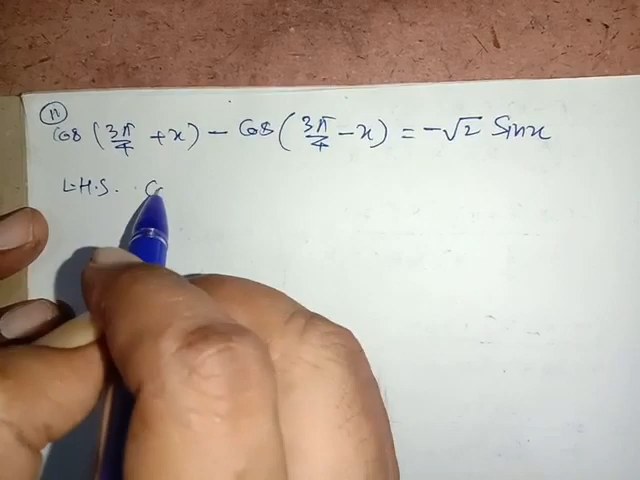 11
Cos (3π/4 + x) - Cos (3π/4 - x) = -√2 Sinx
L.H.S. C